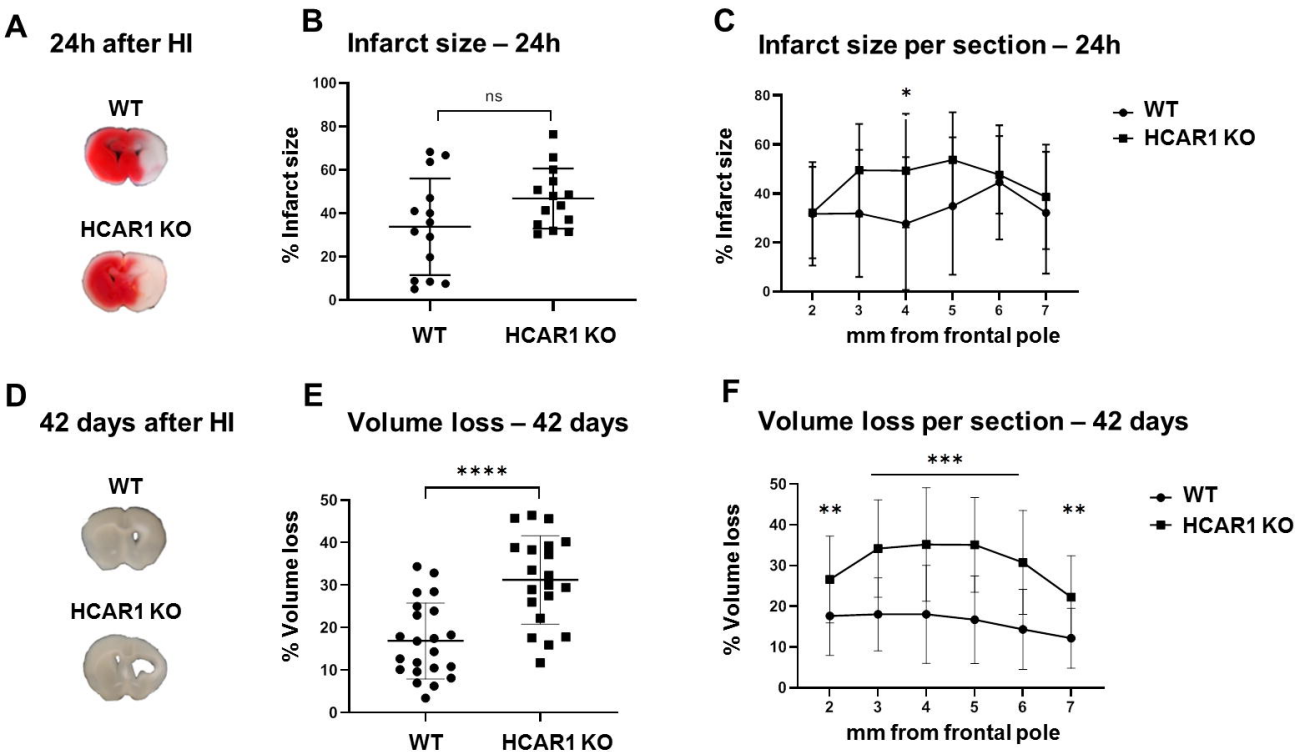 A
24h after HI
WT
HCAR1 KO
B
Infarct size – 24h
% Infarct size
100
80
60
40
20
0
ns
WT
HCAR1 KO
C
Infarct size per section – 24h
% Infarct size
80
60
40
20
0
*
2 3 4 5 6 7
mm from frontal pole
WT
HCAR1 KO
D
42 days after HI
WT
HCAR1 KO
E
Volume loss – 42 days
% Volume loss
50
40
30
20
10
0
****
WT
HCAR1 KO
F
Volume loss per section – 42 days
% Volume loss
50
40
30
20
10
0
**
***
**
2 3 4 5 6 7
mm from frontal pole
WT
HCAR1 KO